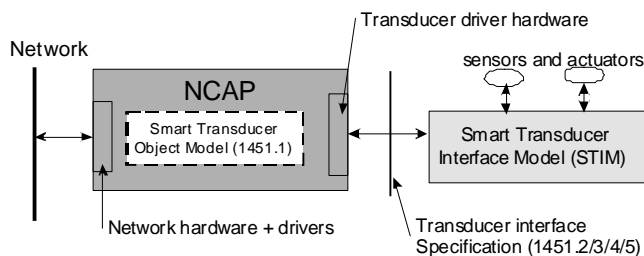 Transducer driver hardware
Network
NCAP
sensors and actuators
Smart Transducer
Object Model (1451.1)
Smart Transducer
Interface Model (STIM)
Network hardware + drivers
Transducer interface
Specification (1451.2/3/4/5)